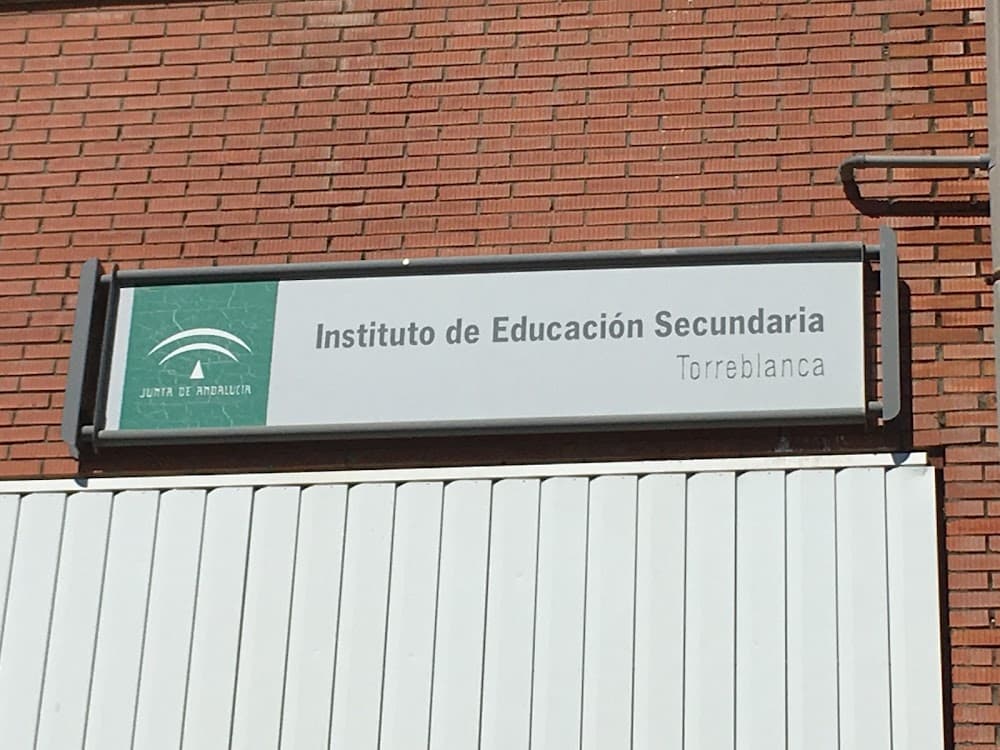 Instituto de Educación Secundaria
Torreblanca
JUNTA DE ANDALUCIA